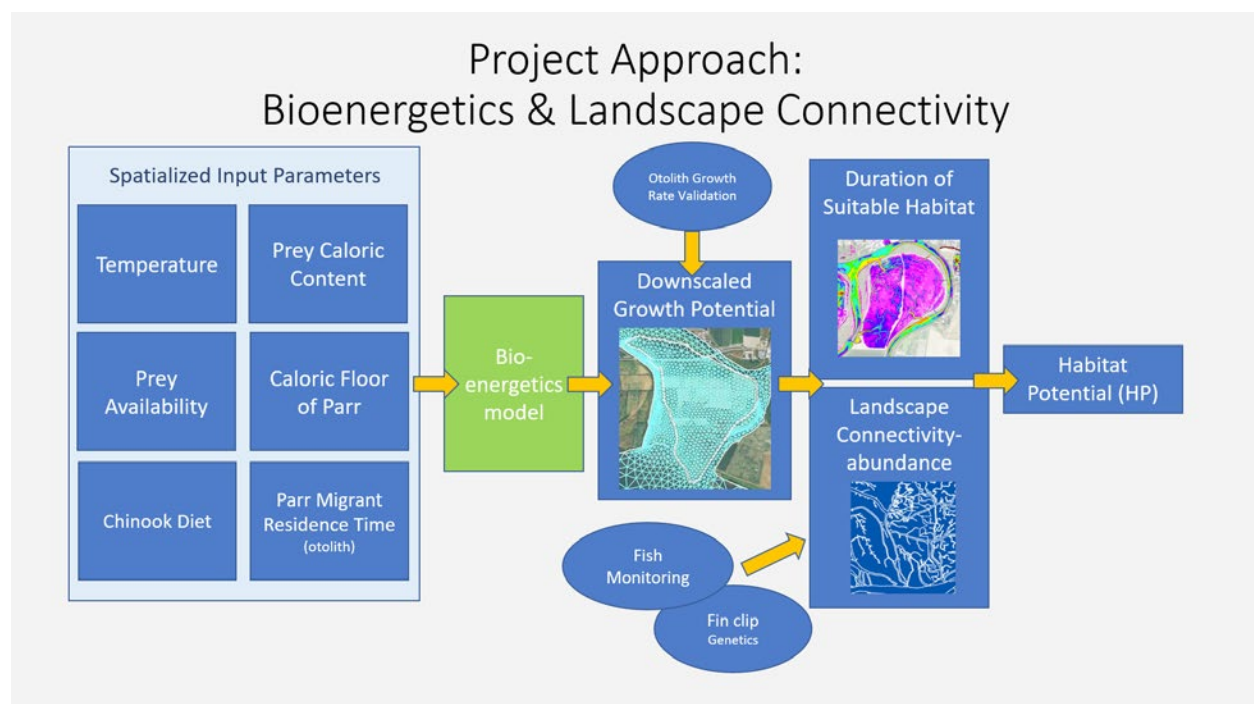 Project Approach:
Bioenergetics & Landscape Connectivity
Spatialized Input Parameters
Temperature
Prey Caloric
Content
Prey
Availability
Caloric Floor
of Parr
Chinook Diet
Parr Migrant
Residence Time
(otolith)
Bio-
energetics
model
Otolith Growth
Rate Validation
Downscaled
Growth Potential
Duration of
Suitable Habitat
Landscape
Connectivity-
abundance
Fish
Monitoring
Fin clip
Genetics
Habitat
Potential (HP)